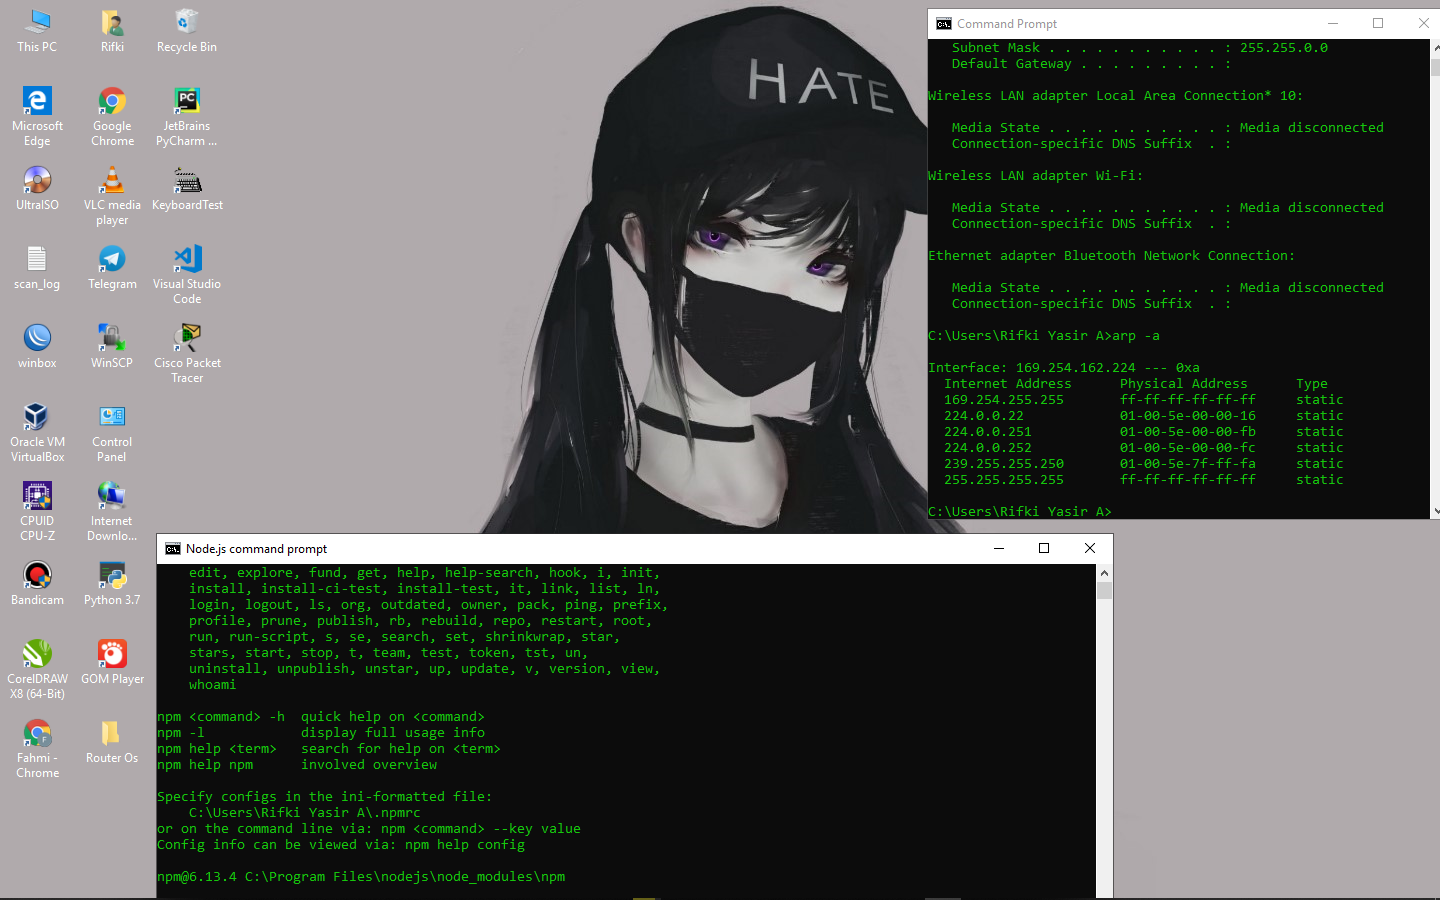 This PC
Rifki
Recycle Bin
Microsoft
Edge
Google
Chrome
JetBrains
PyCharm ...
UltraISO
VLC media
player
KeyboardTest
scan_log
Telegram
Visual Studio
Code
winbox
WinSCP
Cisco Packet
Tracer
Oracle VM
VirtualBox
Control
Panel
CPUID
CPU-Z
Internet
Downlo...
Bandicam
Python 3.7
CorelDRAW
X8 (64-Bit)
GOM Player
Fahmi -
Chrome
Router Os
HATE
Command Prompt
Subnet Mask . . . . . . . . . . . : 255.255.0.0
Default Gateway . . . . . . . . . :
Wireless LAN adapter Local Area Connection* 10:
Media State . . . . . . . . . . . : Media disconnected
Connection-specific DNS Suffix  . :
Wireless LAN adapter Wi-Fi:
Media State . . . . . . . . . . . : Media disconnected
Connection-specific DNS Suffix  . :
Ethernet adapter Bluetooth Network Connection:
Media State . . . . . . . . . . . : Media disconnected
Connection-specific DNS Suffix  . :
C:\Users\Rifki Yasir A>arp -a
Interface: 169.254.162.224 --- 0xa
Internet Address      Physical Address      Type
169.254.255.255       ff-ff-ff-ff-ff-ff     static
224.0.0.22            01-00-5e-00-00-16     static
224.0.0.251           01-00-5e-00-00-fb     static
224.0.0.252           01-00-5e-00-00-fc     static
239.255.255.250       01-00-5e-7f-ff-fa     static
255.255.255.255       ff-ff-ff-ff-ff-ff     static
C:\Users\Rifki Yasir A>
Node.js command prompt
edit, explore, fund, get, help, help-search, hook, i, init,
install, install-ci-test, install-test, it, link, list, ln,
login, logout, ls, org, outdated, owner, pack, ping, prefix,
profile, prune, publish, rb, rebuild, repo, restart, root,
run, run-script, s, se, search, set, shrinkwrap, star,
stars, start, stop, t, team, test, token, tst, un,
uninstall, unpublish, unstar, up, update, v, version, view,
whoami
npm <command> -h  quick help on <command>
npm -l            display full usage info
npm help <term>   search for help on <term>
npm help npm      involved overview
Specify configs in the ini-formatted file:
C:\Users\Rifki Yasir A\.npmrc
or on the command line via: npm <command> --key value
Config info can be viewed via: npm help config
npm@6.13.4 C:\Program Files\nodejs\node_modules\npm